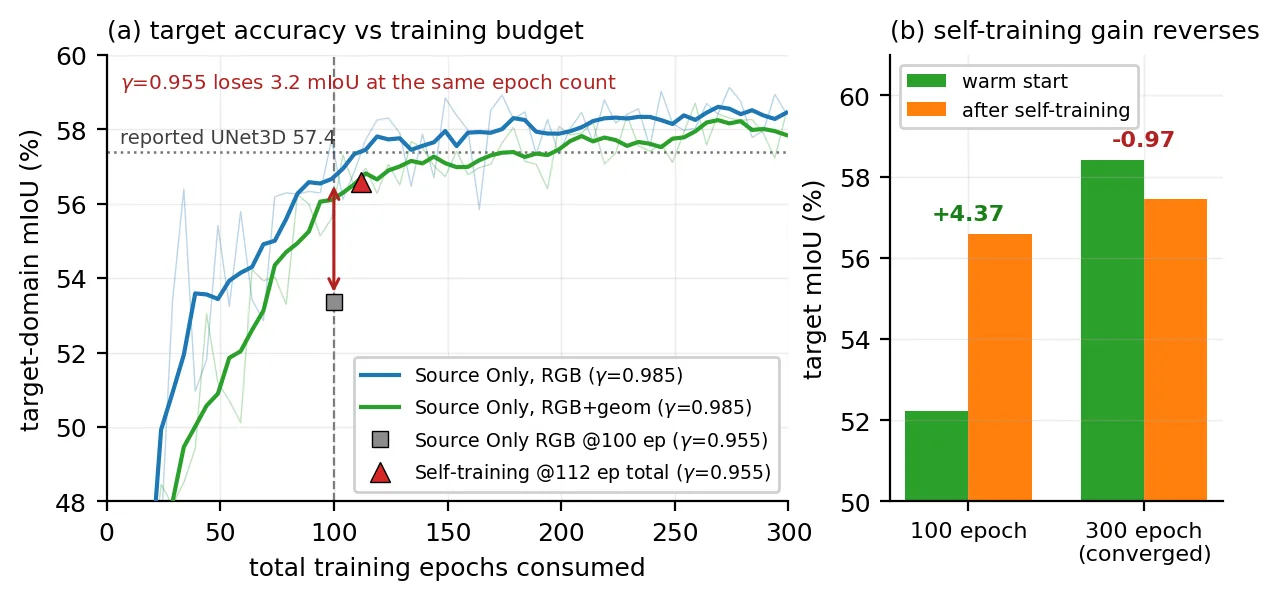 (a) target accuracy vs training budget
γ=0.955 loses 3.2 mIoU at the same epoch count
reported UNet3D 57.4
target-domain mIoU (%)
60
58
56
54
52
50
48
0 50 100 150 200 250 300
total training epochs consumed
Source Only, RGB (γ=0.985)
Source Only, RGB+geom (γ=0.985)
Source Only RGB @100 ep (γ=0.955)
Self-training @112 ep total (γ=0.955)
(b) self-training gain reverses
warm start
after self-training
-0.97
+4.37
target mIoU (%)
60
58
56
54
52
50
100 epoch
300 epoch
(converged)